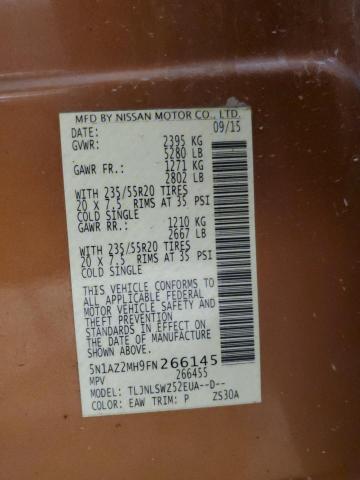 MFD BY NISSAN MOTOR CO., LTD.
DATE: 09/15
GVWR: 2395 KG
5280 LB
GAWR FR.: 1271 KG
2802 LB
WITH 235/55R20 TIRES
20 X 7.5 RIMS AT 35 PSI
COLD SINGLE
GAWR RR.: 1210 KG
2667 LB
WITH 235/55R20 TIRES
20 X 7.5 RIMS AT 35 PSI
COLD SINGLE
THIS VEHICLE CONFORMS TO
ALL APPLICABLE FEDERAL
MOTOR VEHICLE SAFETY AND
THEFT PREVENTION
STANDARDS IN EFFECT ON
THE DATE OF MANUFACTURE
SHOWN ABOVE.
5N1AZ2MH9FN266145
MPV 266455
MODEL: TLJNLSWZ52EUA--D--
COLOR: EAW TRIM: P ZS30A